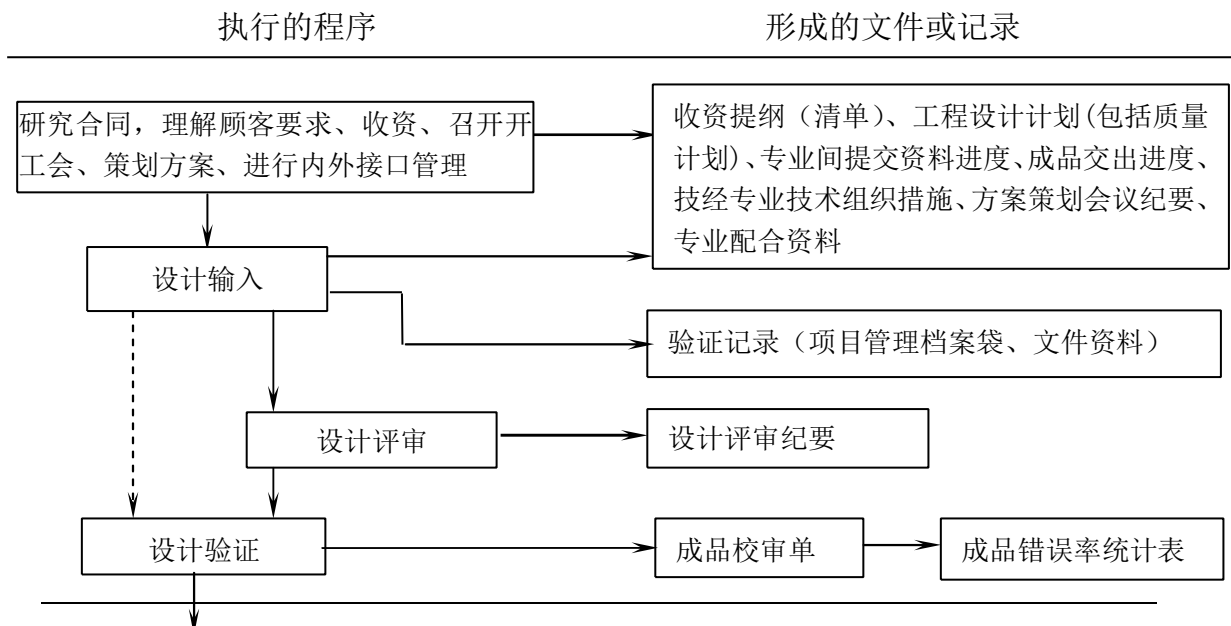 执行的程序
形成的文件或记录
研究合同，理解顾客要求、收资、召开开
工会、策划方案、进行内外接口管理
收资提纲（清单）、工程设计计划(包括质量
计划)、专业间提交资料进度、成品交出进度、
技经专业技术组织措施、方案策划会议纪要、
专业配合资料
设计输入
验证记录（项目管理档案袋、文件资料）
设计评审
设计评审纪要
设计验证
成品校审单
成品错误率统计表